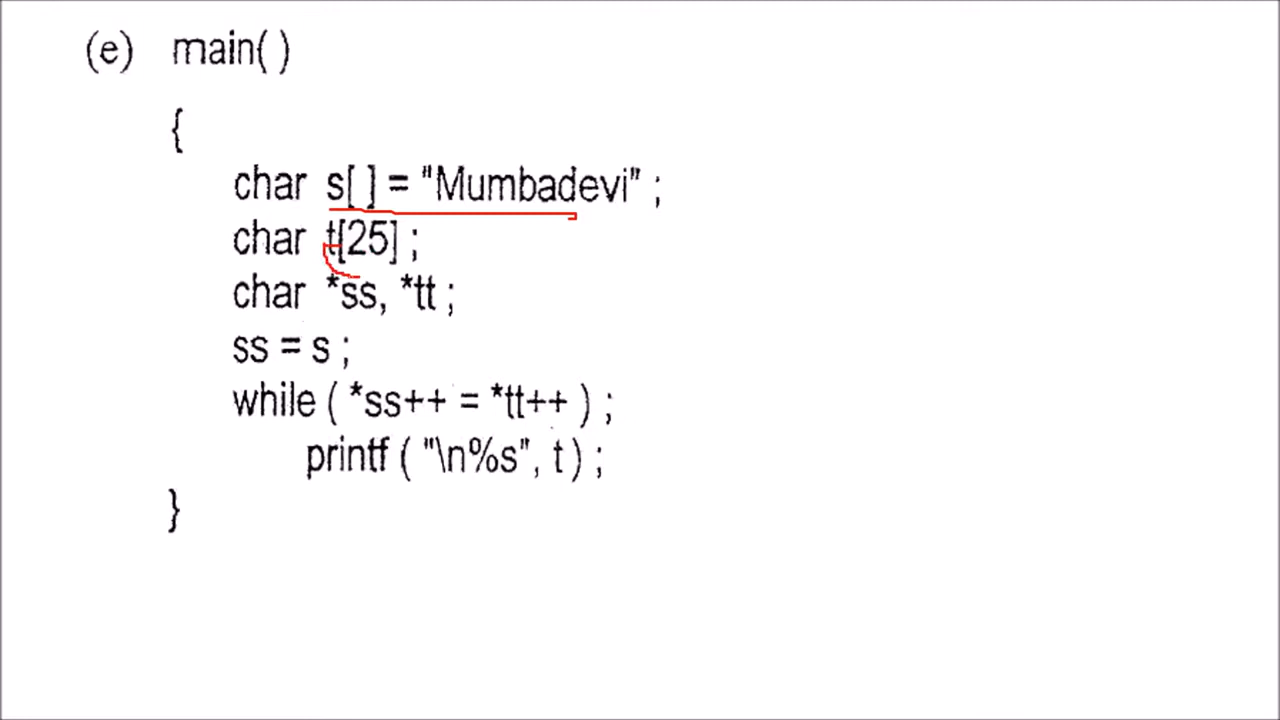 (e) main( )
{
char s[ ] = "Mumbadevi" ;
char t[25] ;
char *ss, *tt ;
ss = s ;
while ( *ss++ = *tt++ ) ;
printf ( "\n%s", t ) ;
}